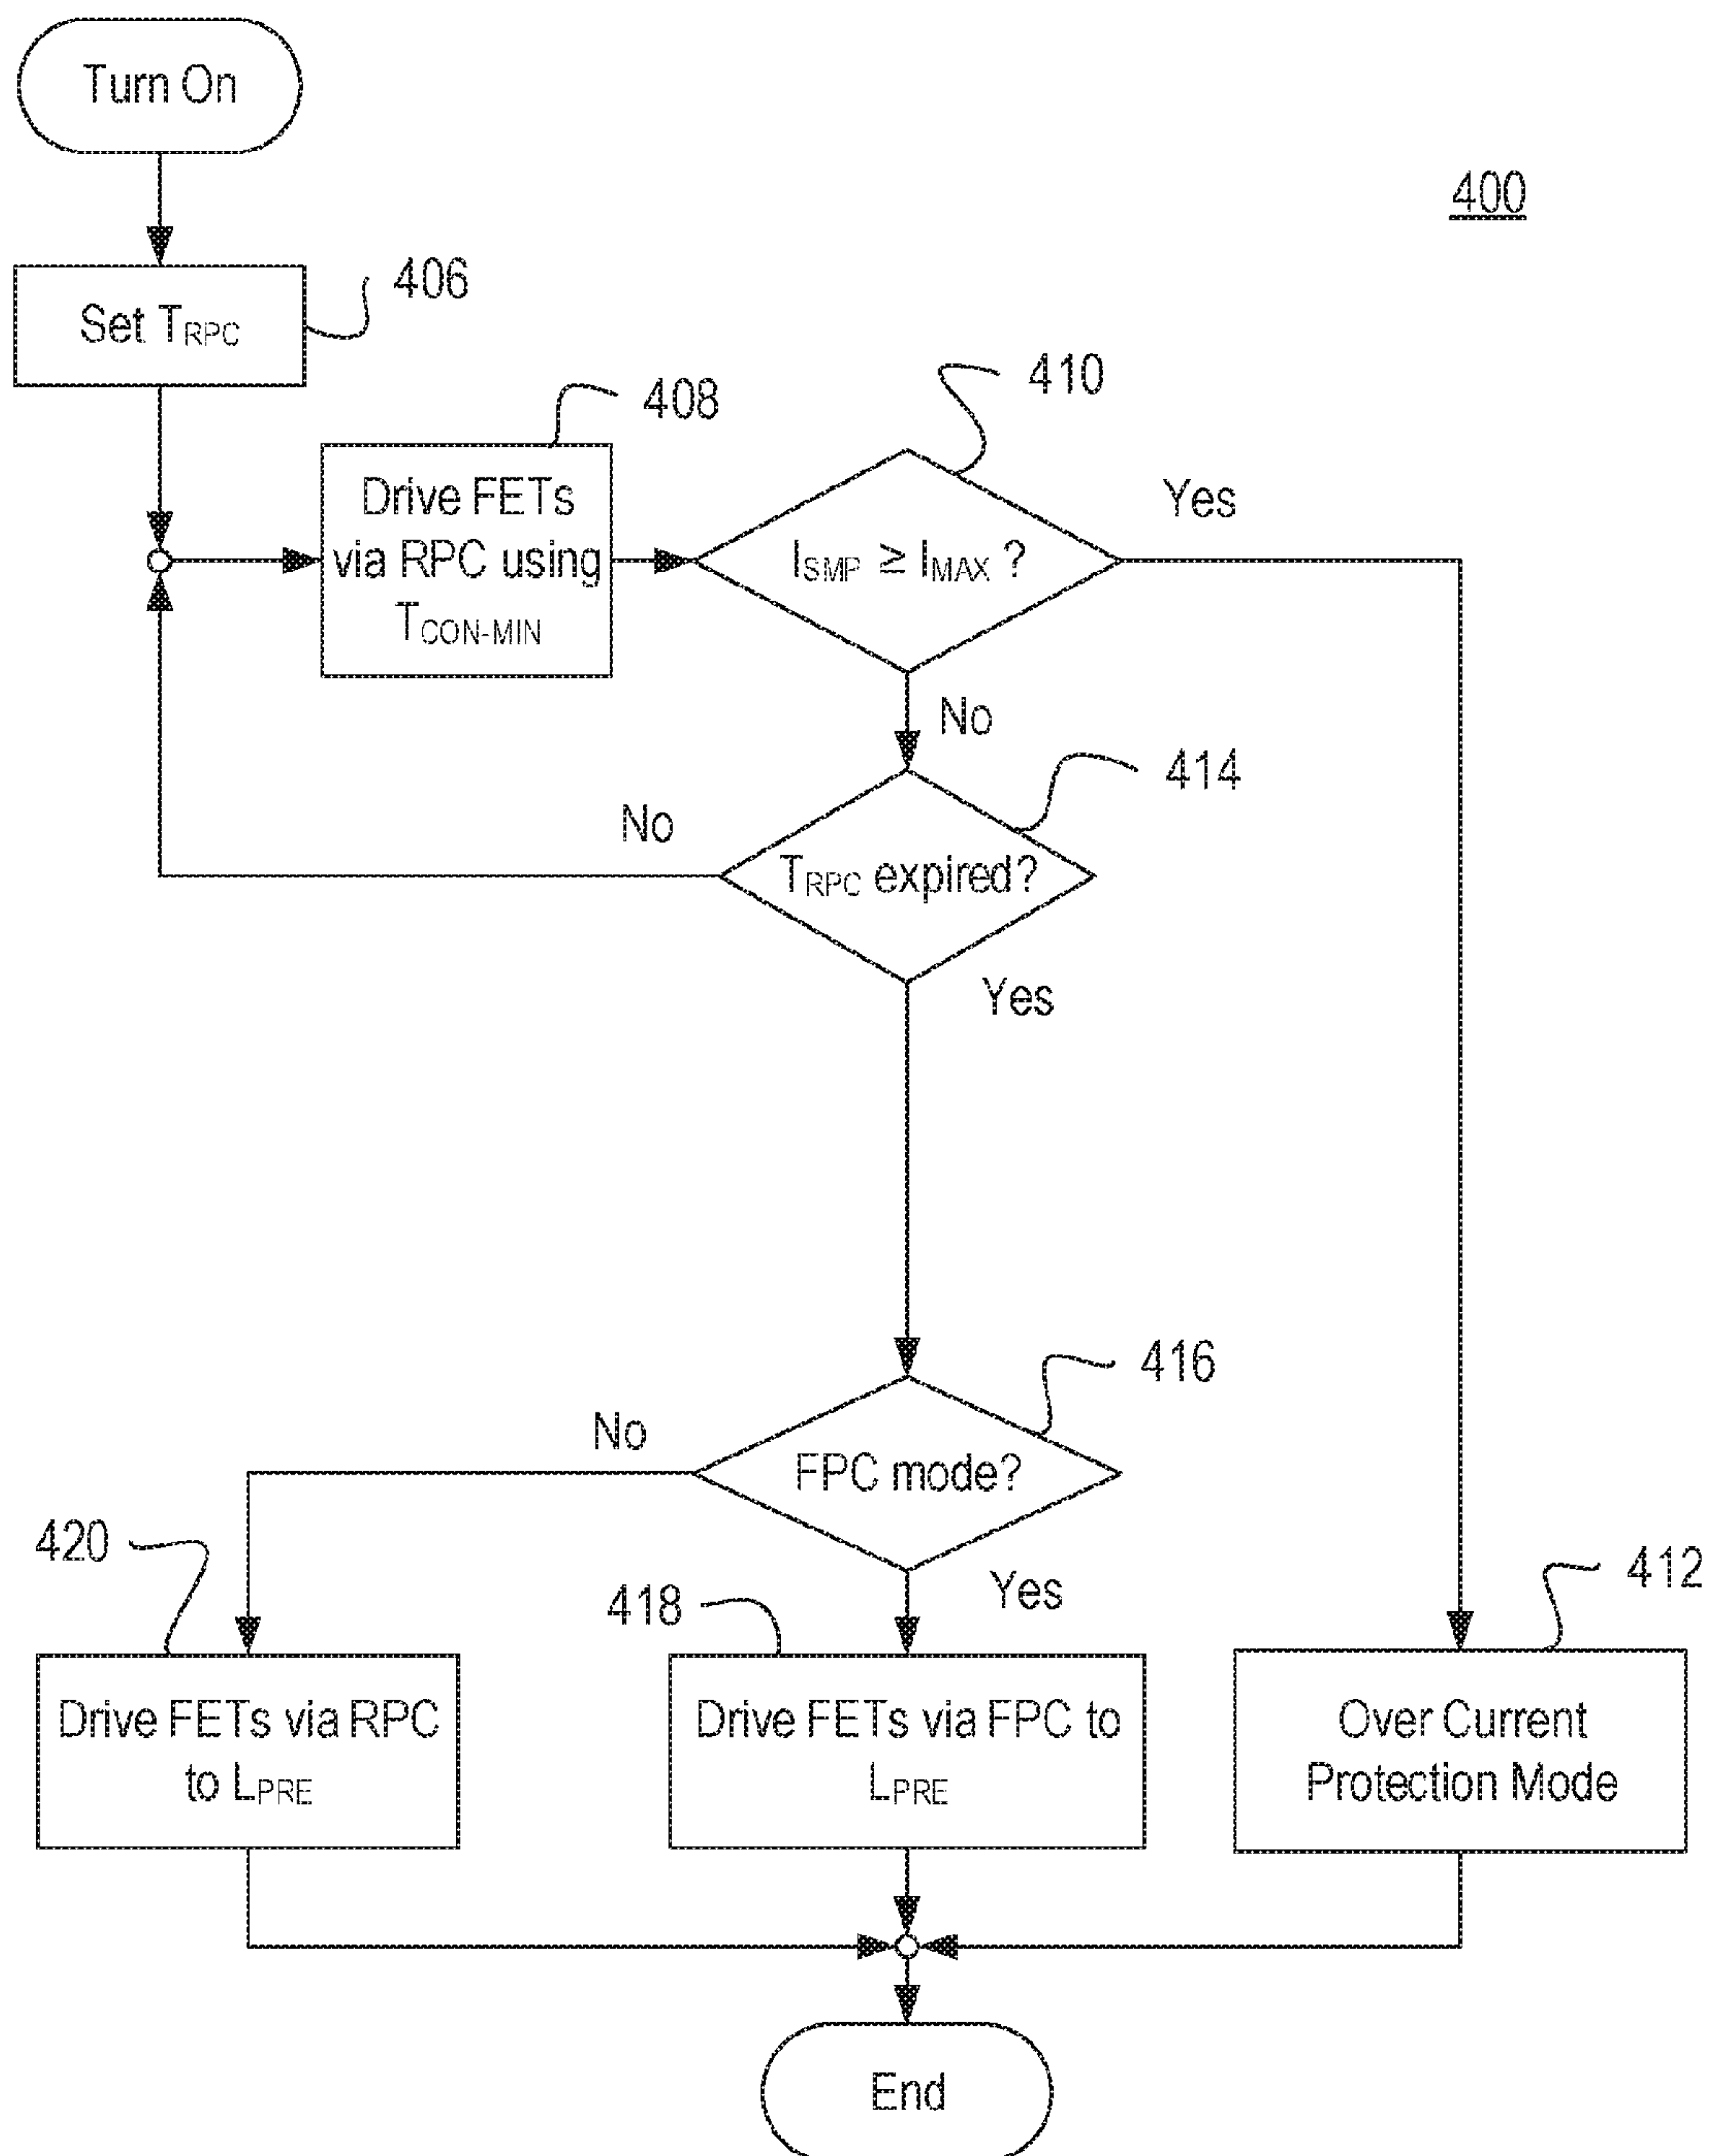 Turn On
400
406
Set TRPC
408
410
Drive FETs
via RPC using
TCON-MIN
Yes
ISMP ≥ IMAX ?
No
414
No
TRPC expired?
Yes
416
No
FPC mode?
420
418
Yes
412
Drive FETs via RPC
to LPRE
Drive FETs via FPC to
LPRE
Over Current
Protection Mode
End